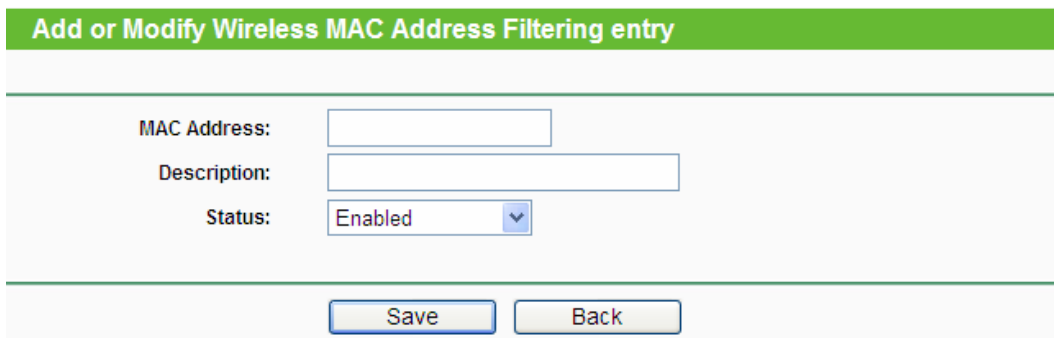 Add or Modify Wireless MAC Address Filtering entry
MAC Address:
Description:
Status: Enabled
Save Back